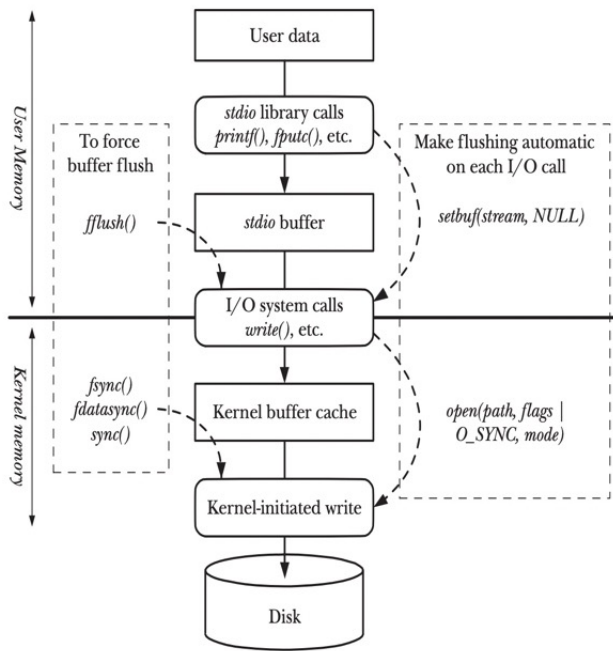 User data
User Memory
stdio library calls
printf(), fputc(), etc.
To force
buffer flush
Make flushing automatic
on each I/O call
fflush()
stdio buffer
setbuf(stream, NULL)
I/O system calls
write(), etc.
Kernel memory
fsync()
fdatasync()
sync()
Kernel buffer cache
open(path, flags |
O_SYNC, mode)
Kernel-initiated write
Disk